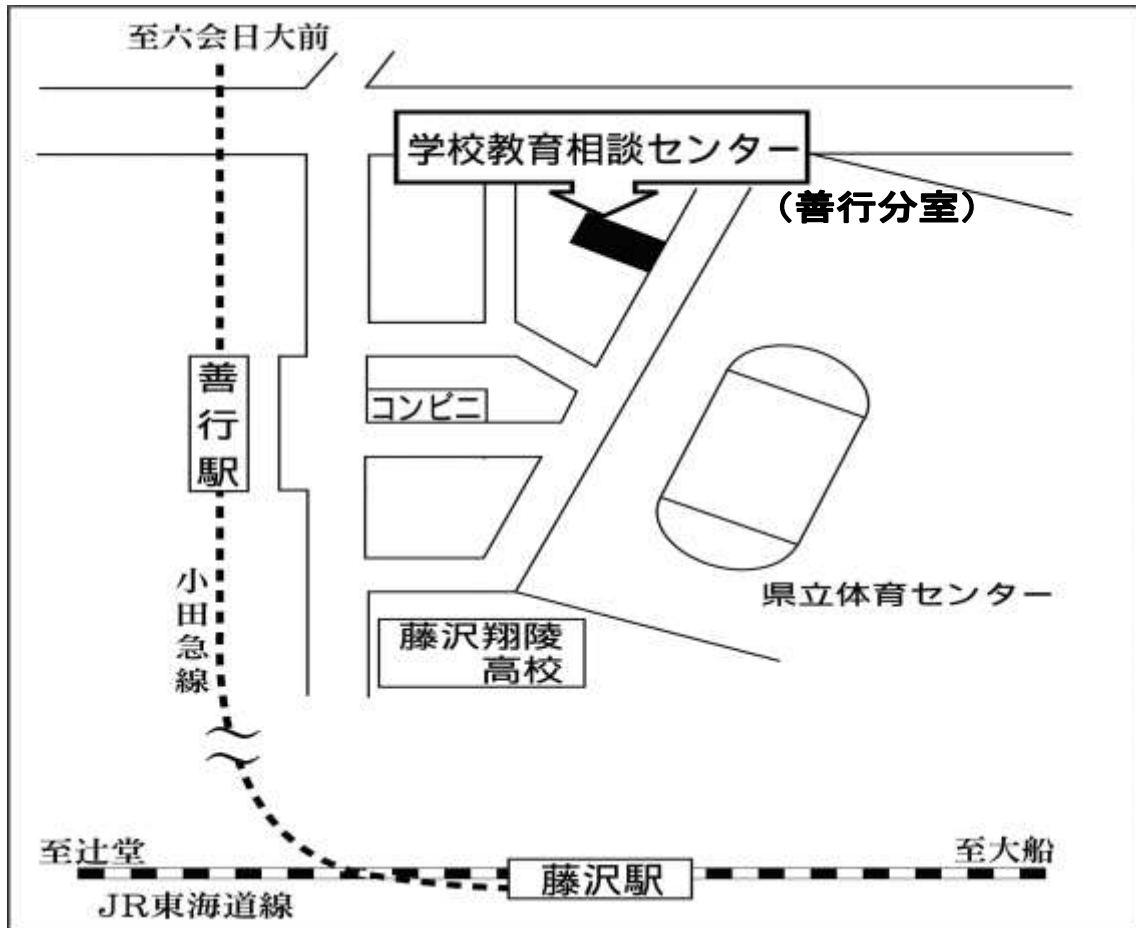 至六会日大前
学校教育相談センター
（善行分室）
善行駅
コンビニ
小田急線
県立体育センター
藤沢翔陵
高校
至辻堂
至大船
藤沢駅
JR東海道線